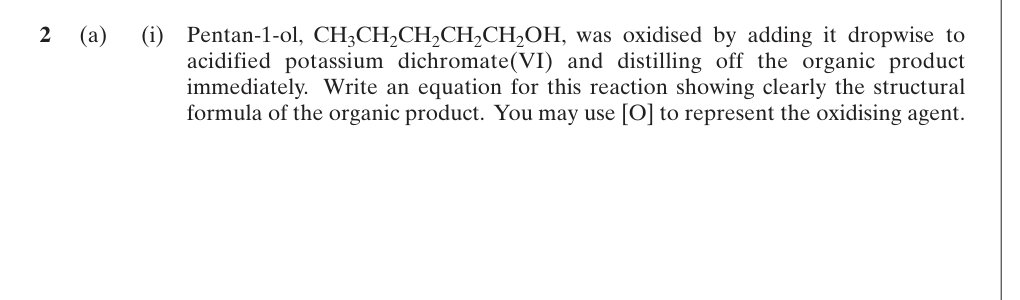 2 (a) (i) Pentan-1-ol, CH₃CH₂CH₂CH₂CH₂OH, was oxidised by adding it dropwise to
acidified potassium dichromate(VI) and distilling off the organic product
immediately. Write an equation for this reaction showing clearly the structural
formula of the organic product. You may use [O] to represent the oxidising agent.